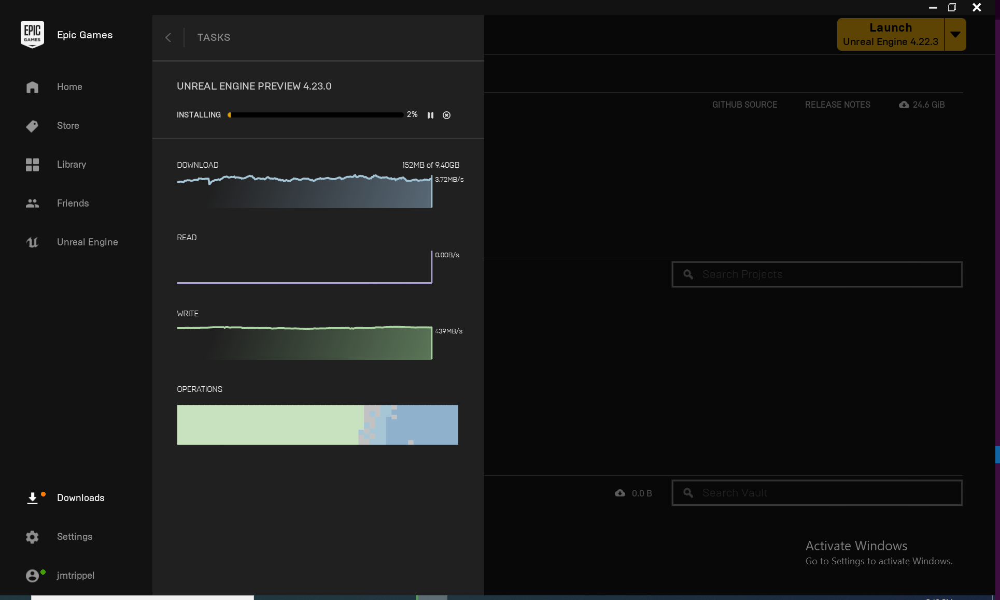 EPIC
GAMES
Epic Games
Home
Store
Library
Friends
Unreal Engine
Downloads
Settings
jmtrippel
TASKS
UNREAL ENGINE PREVIEW 4.23.0
INSTALLING 2%
DOWNLOAD 152MB of 9.40GB
3.72MB/s
READ
0.00B/s
WRITE
439MB/s
OPERATIONS
Launch
Unreal Engine 4.22.3
GITHUB SOURCE RELEASE NOTES 24.6 GiB
Search Projects
0.0 B Search Vault
Activate Windows
Go to Settings to activate Windows.